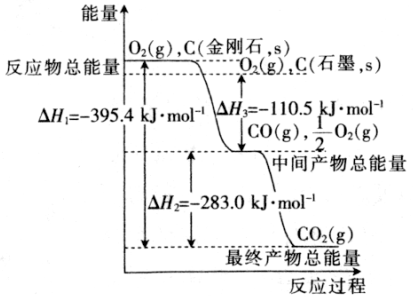 能量
O₂(g),C(金刚石,s)
反应物总能量
O₂(g),C(石墨,s)
ΔH₁=-395.4 kJ·mol⁻¹
ΔH₃=-110.5 kJ·mol⁻¹
CO(g),1/2O₂(g)
中间产物总能量
ΔH₂=-283.0 kJ·mol⁻¹
CO₂(g)
最终产物总能量
反应过程